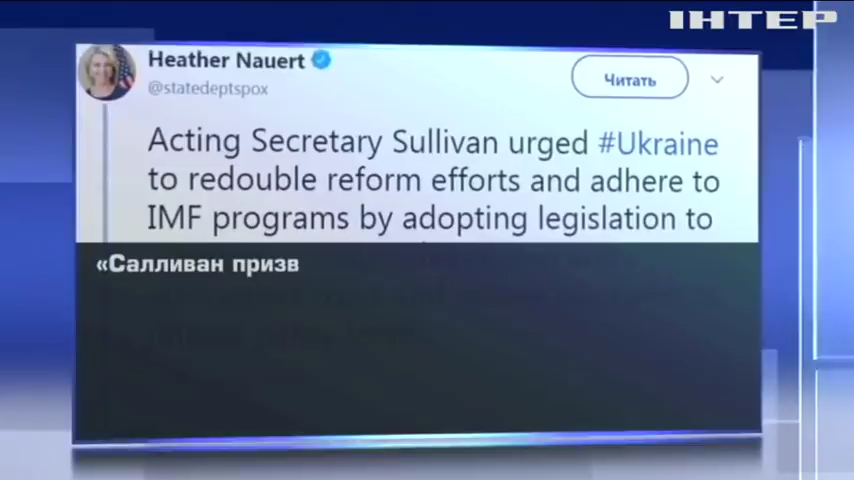 ІНТЕР
Heather Nauert
@statedeptspox
Читать
Acting Secretary Sullivan urged #Ukraine
to redouble reform efforts and adhere to
IMF programs by adopting legislation to
«Салливан призв